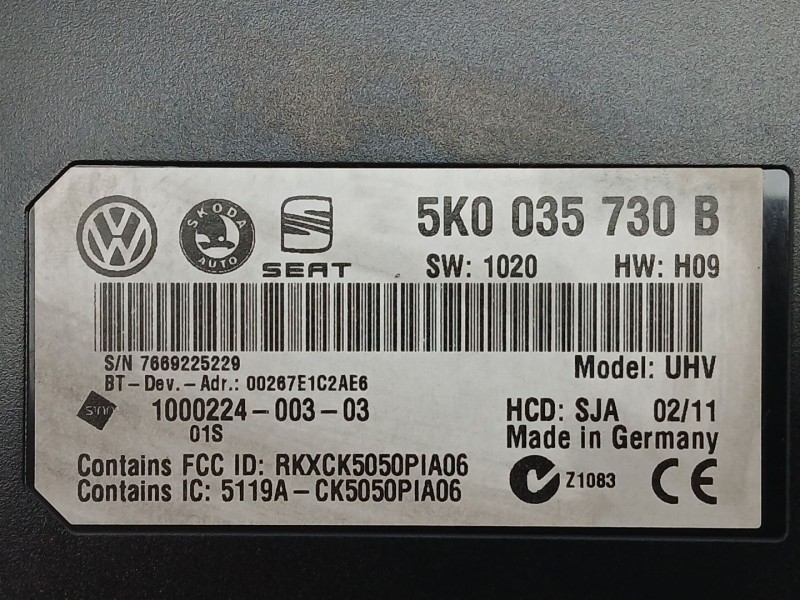 ŠKODA
AUTO
SEAT
5K0 035 730 B
SW: 1020 HW: H09
S/N 7669225229
Model: UHV
BT-Dev.-Adr.: 00267E1C2AE6
1000224-003-03
HCD: SJA 02/11
01S
Made in Germany
Contains FCC ID: RKXCK5050PIA06
Contains IC: 5119A-CK5050PIA06
Z1083
CE